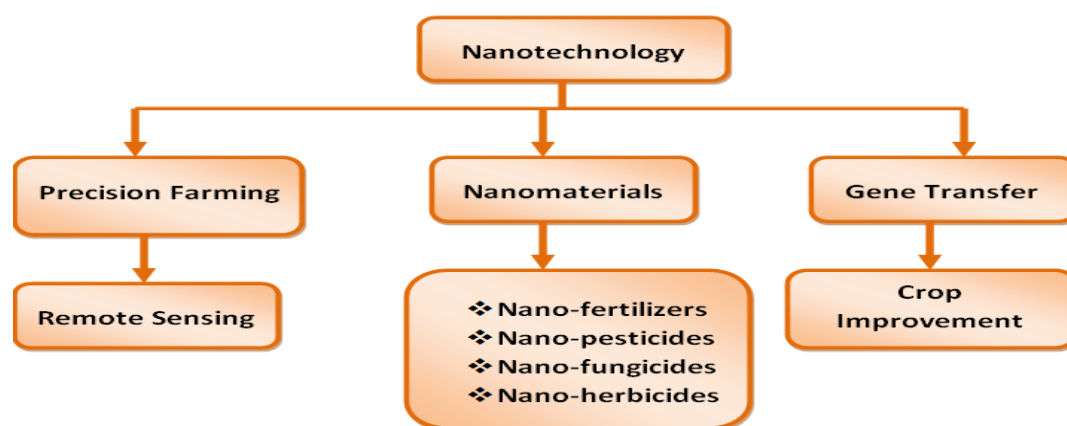 Nanotechnology
Precision Farming
Nanomaterials
Gene Transfer
Remote Sensing
❖Nano-fertilizers
❖Nano-pesticides
❖Nano-fungicides
❖Nano-herbicides
Crop
Improvement